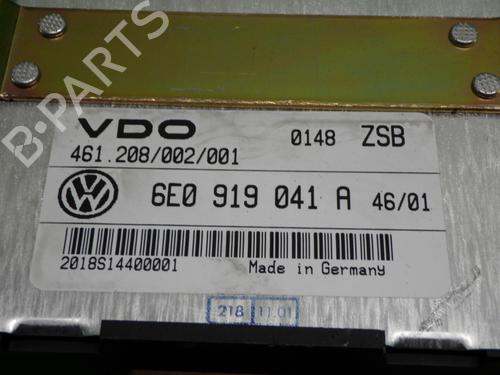 B-PARTS
VDO 0148 ZSB
461.208/002/001
6E0 919 041 A 46/01
2018S14400001 Made in Germany
218 11.01